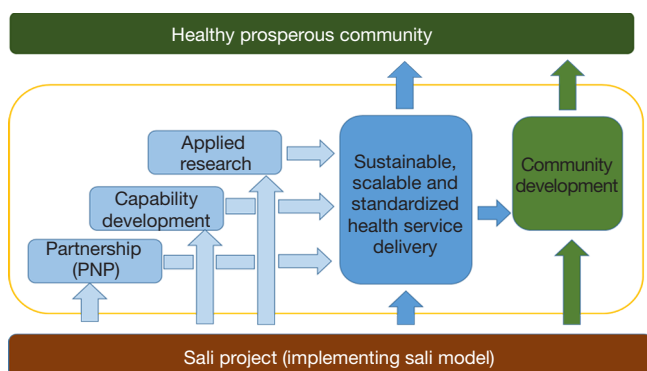 Healthy prosperous community
Applied
research
Capability
development
Partnership
(PNP)
Sustainable,
scalable and
standardized
health service
delivery
Community
development
Sali project (implementing sali model)